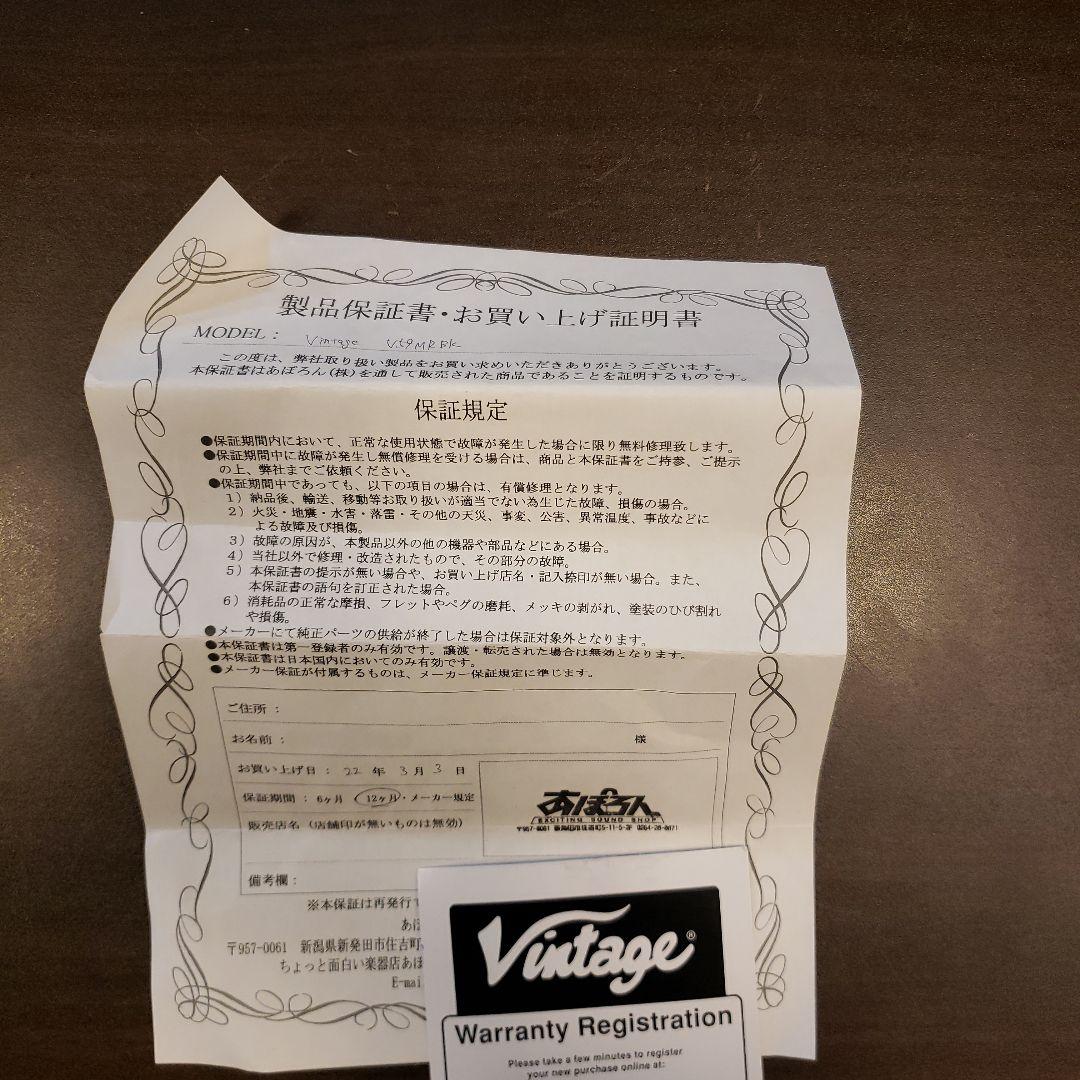 製品保証書・お買い上げ証明書
MODEL： Vintage V59MRBK
この度は、弊社取り扱い製品をお買い求めいただきありがとうございます。
本保証書はあぽろん(株)を通して販売された商品であることを証明するものです。
保証規定
●保証期間内において、正常な使用状態で故障が発生した場合に限り無料修理致します。
●保証期間中に故障が発生し無償修理を受ける場合は、商品と本保証書をご持参、ご提示
の上、弊社までご依頼ください。
●保証期間中であっても、以下の項目の場合は、有償修理となります。
1）納品後、輸送、移動等お取り扱いが適当でない為生じた故障、損傷の場合。
2）火災・地震・水害・落雷・その他の天災、事変、公害、異常温度、事故などに
よる故障及び損傷。
3）故障の原因が、本製品以外の他の機器や部品などにある場合。
4）当社以外で修理・改造されたもので、その部分の故障。
5）本保証書の提示が無い場合や、お買い上げ店名・記入捺印が無い場合。また、
本保証書の語句を訂正された場合。
6）消耗品の正常な摩損、フレットやペグの磨耗、メッキの剥がれ、塗装のひび割れ
や損傷。
●メーカーにて純正パーツの供給が終了した場合は保証対象外となります。
●本保証書は第一登録者のみ有効です。譲渡・転売された場合は無効となります。
●本保証書は日本国内においてのみ有効です。
●メーカー保証が付属するものは、メーカー保証規定に準じます。
ご住所：
お名前： 様
お買い上げ日： 22 年 3 月 3 日
保証期間： 6ヶ月 12ヶ月・メーカー規定
販売店名（店舗印が無いものは無効）
あぽろん
EXCITING SOUND SHOP
〒957-0061 新潟県新発田市住吉町5-11-5-3F
備考欄：
※本保証は再発行
あぽ
〒957-0061 新潟県新発田市住吉町
ちょっと面白い楽器店あぽ
E-mai
Vintage®
Warranty Registration
Please take a few minutes to register
your new purchase online at: